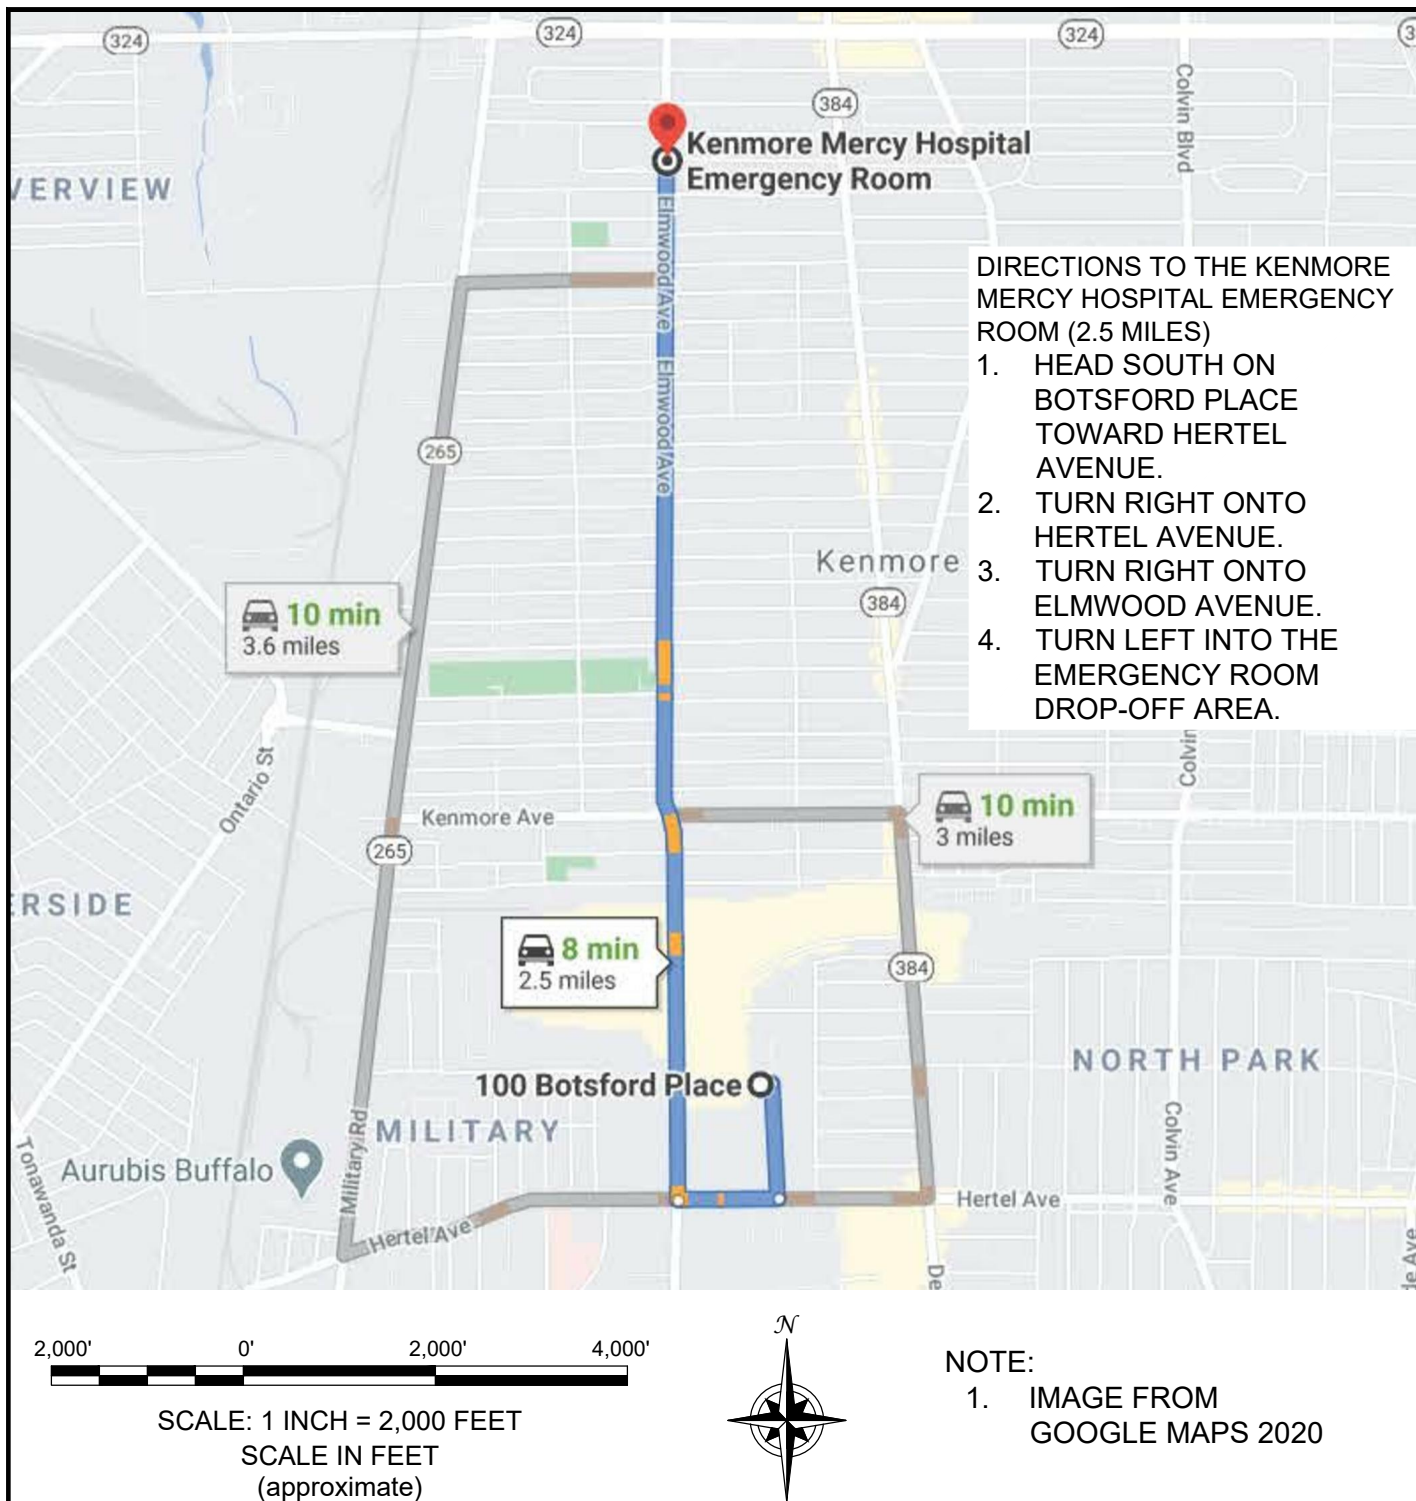 324
324
324
3
384
Colvin Blvd
Kenmore Mercy Hospital
Emergency Room
VERVIEW
Elmwood Ave
Elmwood Ave
DIRECTIONS TO THE KENMORE
MERCY HOSPITAL EMERGENCY
ROOM (2.5 MILES)
1. HEAD SOUTH ON
BOTSFORD PLACE
TOWARD HERTEL
AVENUE.
2. TURN RIGHT ONTO
HERTEL AVENUE.
3. TURN RIGHT ONTO
ELMWOOD AVENUE.
4. TURN LEFT INTO THE
EMERGENCY ROOM
DROP-OFF AREA.
265
Kenmore
384
10 min
3.6 miles
Ontario St
Colvin
Kenmore Ave
10 min
3 miles
265
ERSIDE
8 min
2.5 miles
384
NORTH PARK
100 Botsford Place
MILITARY
Military Rd
Colvin Ave
Aurubis Buffalo
Tonawanda St
Hertel Ave
Hertel Ave
De
de Ave
2,000' 0' 2,000' 4,000'
SCALE: 1 INCH = 2,000 FEET
SCALE IN FEET
(approximate)
N
NOTE:
1. IMAGE FROM
GOOGLE MAPS 2020